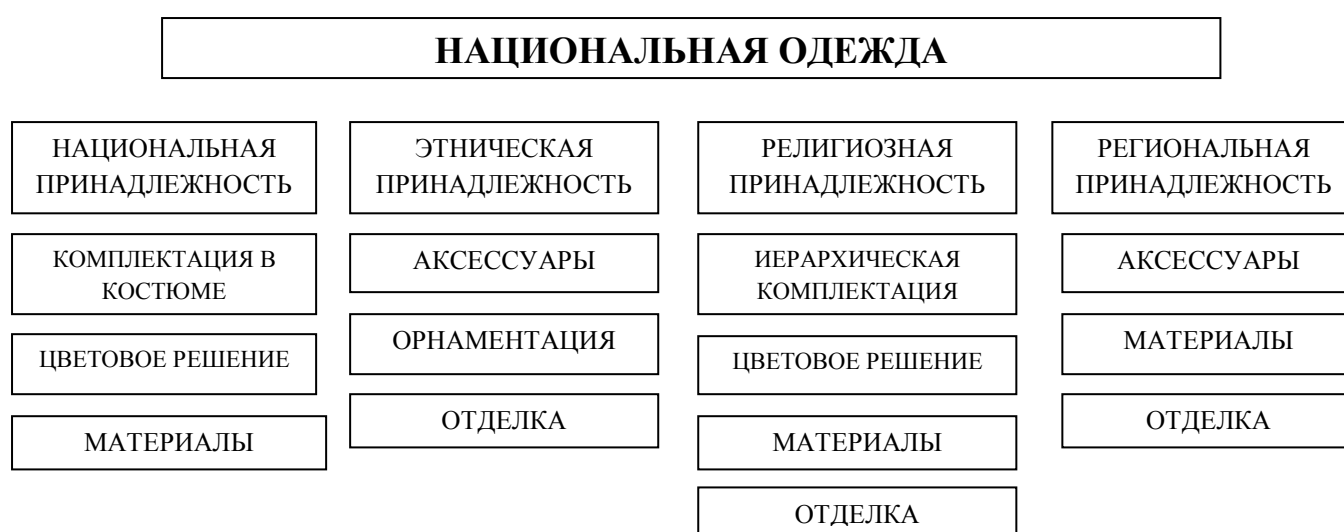 НАЦИОНАЛЬНАЯ ОДЕЖДА
НАЦИОНАЛЬНАЯ
ПРИНАДЛЕЖНОСТЬ
КОМПЛЕКТАЦИЯ В
КОСТЮМЕ
ЦВЕТОВОЕ РЕШЕНИЕ
МАТЕРИАЛЫ
ЭТНИЧЕСКАЯ
ПРИНАДЛЕЖНОСТЬ
АКСЕССУАРЫ
ОРНАМЕНТАЦИЯ
ОТДЕЛКА
РЕЛИГИОЗНАЯ
ПРИНАДЛЕЖНОСТЬ
ИЕРАРХИЧЕСКАЯ
КОМПЛЕКТАЦИЯ
ЦВЕТОВОЕ РЕШЕНИЕ
МАТЕРИАЛЫ
ОТДЕЛКА
РЕГИОНАЛЬНАЯ
ПРИНАДЛЕЖНОСТЬ
АКСЕССУАРЫ
МАТЕРИАЛЫ
ОТДЕЛКА